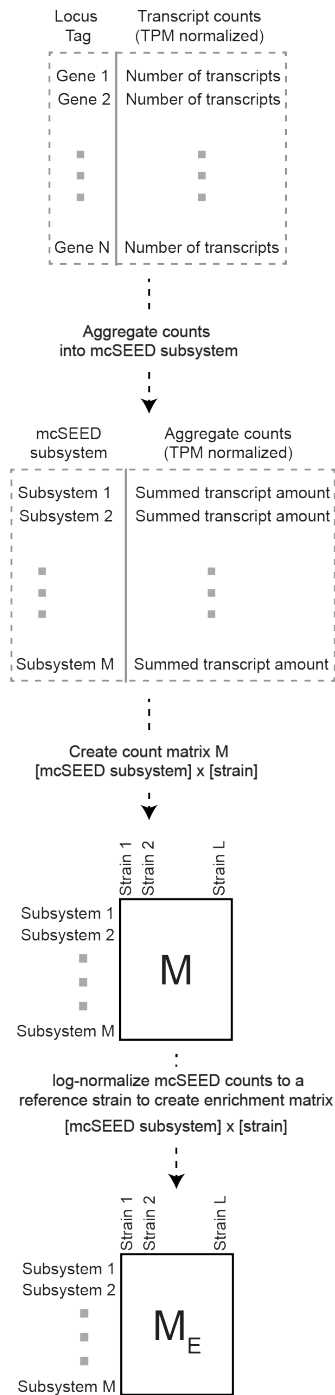 Locus Tag
Transcript counts (TPM normalized)
Gene 1 Number of transcripts
Gene 2 Number of transcripts
Gene N Number of transcripts
Aggregate counts
into mcSEED subsystem
mcSEED subsystem
Aggregate counts (TPM normalized)
Subsystem 1 Summed transcript amount
Subsystem 2 Summed transcript amount
Subsystem M Summed transcript amount
Create count matrix M
[mcSEED subsystem] x [strain]
Strain 1
Strain 2
Strain L
Subsystem 1
Subsystem 2
M
Subsystem M
log-normalize mcSEED counts to a
reference strain to create enrichment matrix
[mcSEED subsystem] x [strain]
Strain 1
Strain 2
Strain L
Subsystem 1
Subsystem 2
M_E
Subsystem M